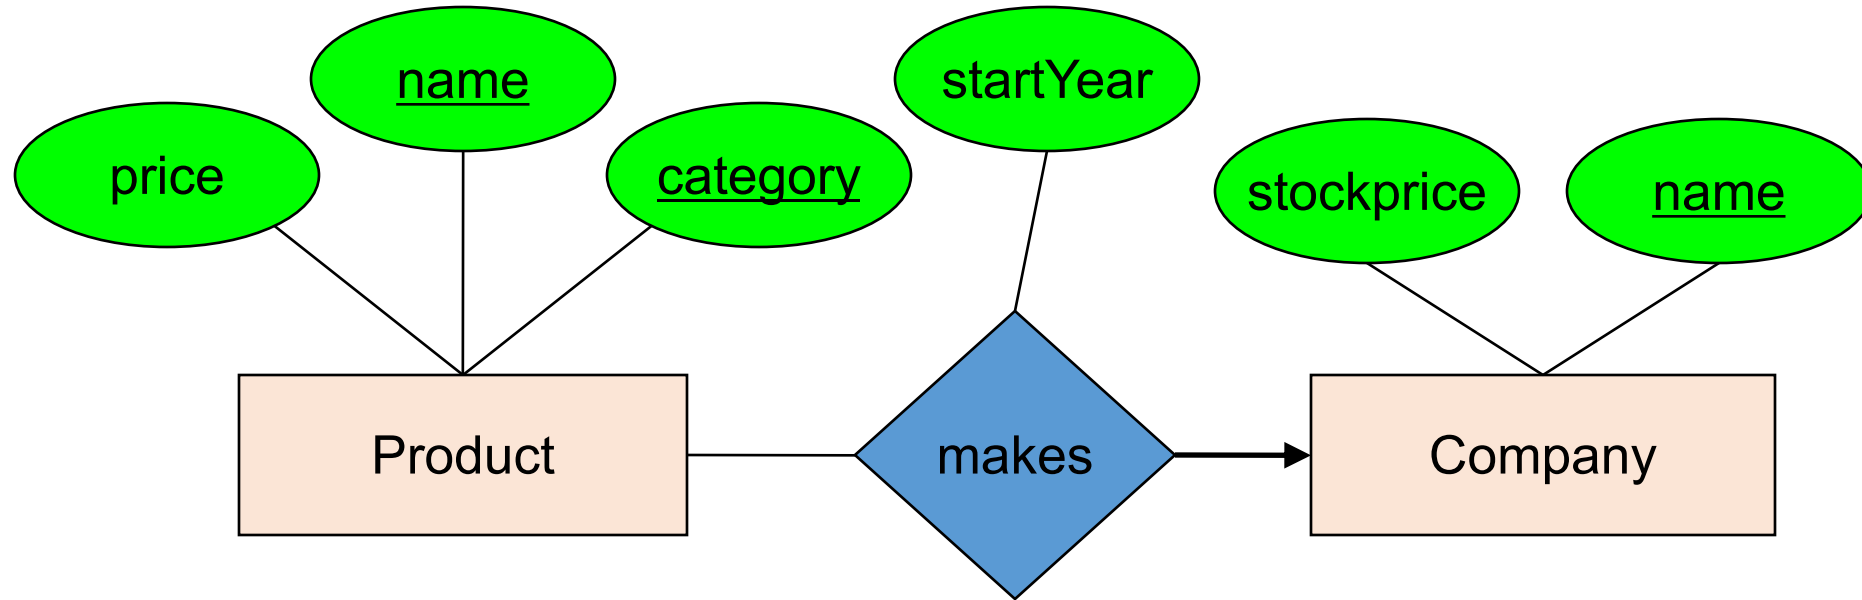 name
startYear
price
category
stockprice
name
Product
makes
Company